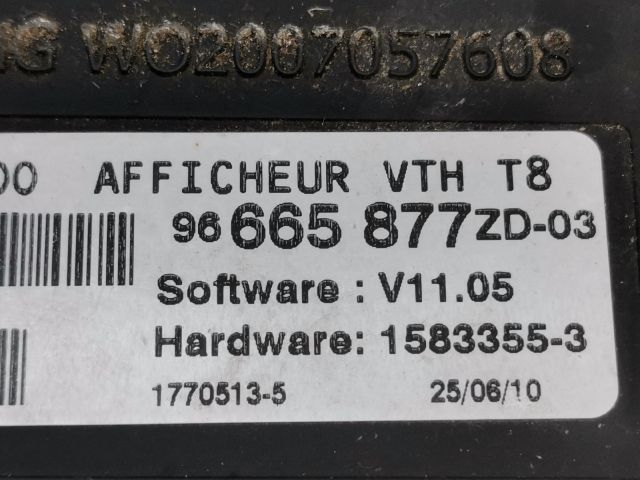 WO2007057608
AFFICHEUR VTH T8
96 665 877ZD-03
Software : V11.05
Hardware: 1583355-3
1770513-5 25/06/10